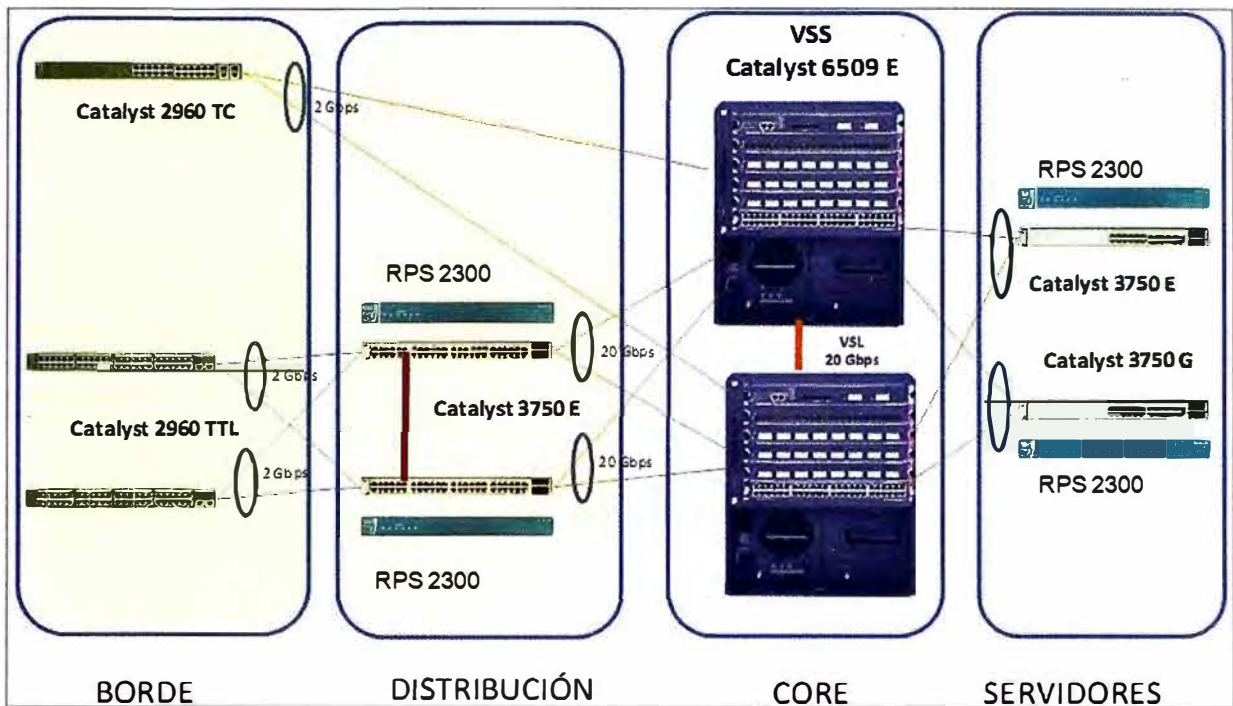 VSS
Catalyst 6509 E
Catalyst 2960 TC
2 Gbps
RPS 2300
Catalyst 3750 E
RPS 2300
20 Gbps
VSL
20 Gbps
Catalyst 3750 G
2 Gbps
Catalyst 2960 TTL
Catalyst 3750 E
2 Gbps
20 Gbps
RPS 2300
RPS 2300
BORDE
DISTRIBUCIÓN
CORE
SERVIDORES